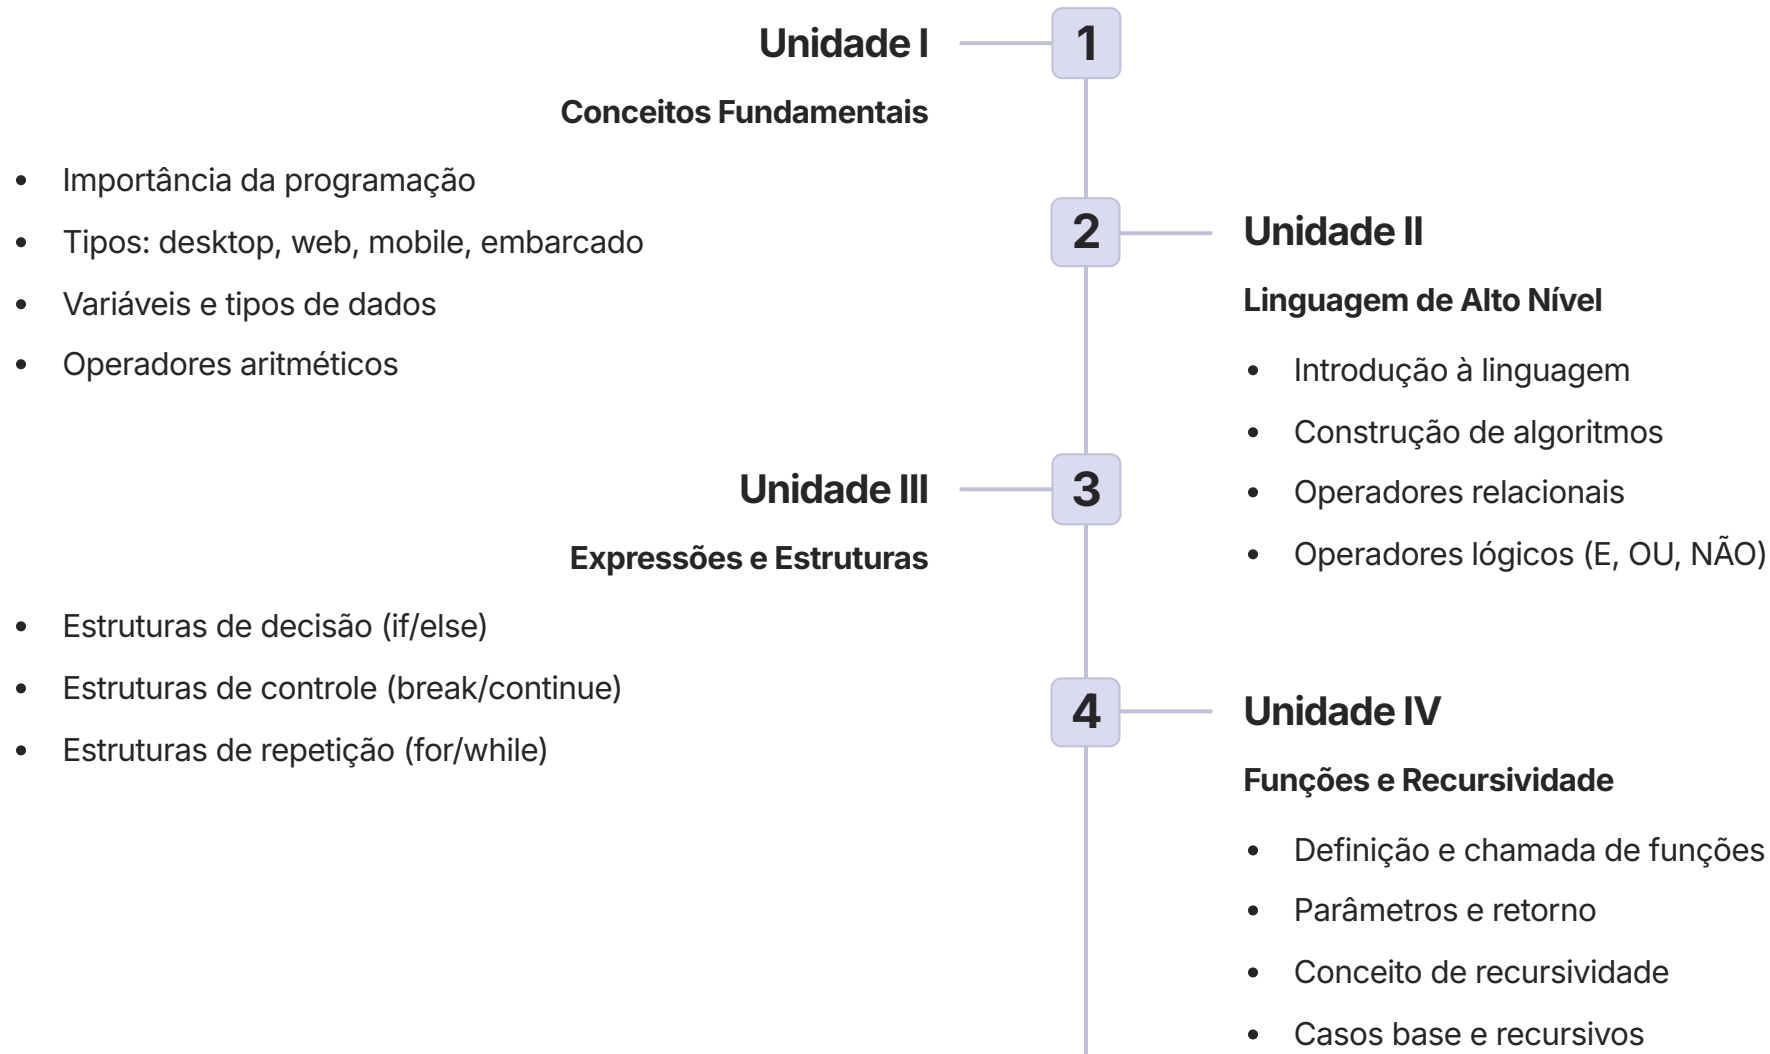 Unidade I
1
Conceitos Fundamentais
• Importância da programação
• Tipos: desktop, web, mobile, embarcado
• Variáveis e tipos de dados
• Operadores aritméticos
2
Unidade II
Linguagem de Alto Nível
• Introdução à linguagem
• Construção de algoritmos
• Operadores relacionais
• Operadores lógicos (E, OU, NÃO)
Unidade III
3
Expressões e Estruturas
• Estruturas de decisão (if/else)
• Estruturas de controle (break/continue)
• Estruturas de repetição (for/while)
4
Unidade IV
Funções e Recursividade
• Definição e chamada de funções
• Parâmetros e retorno
• Conceito de recursividade
• Casos base e recursivos